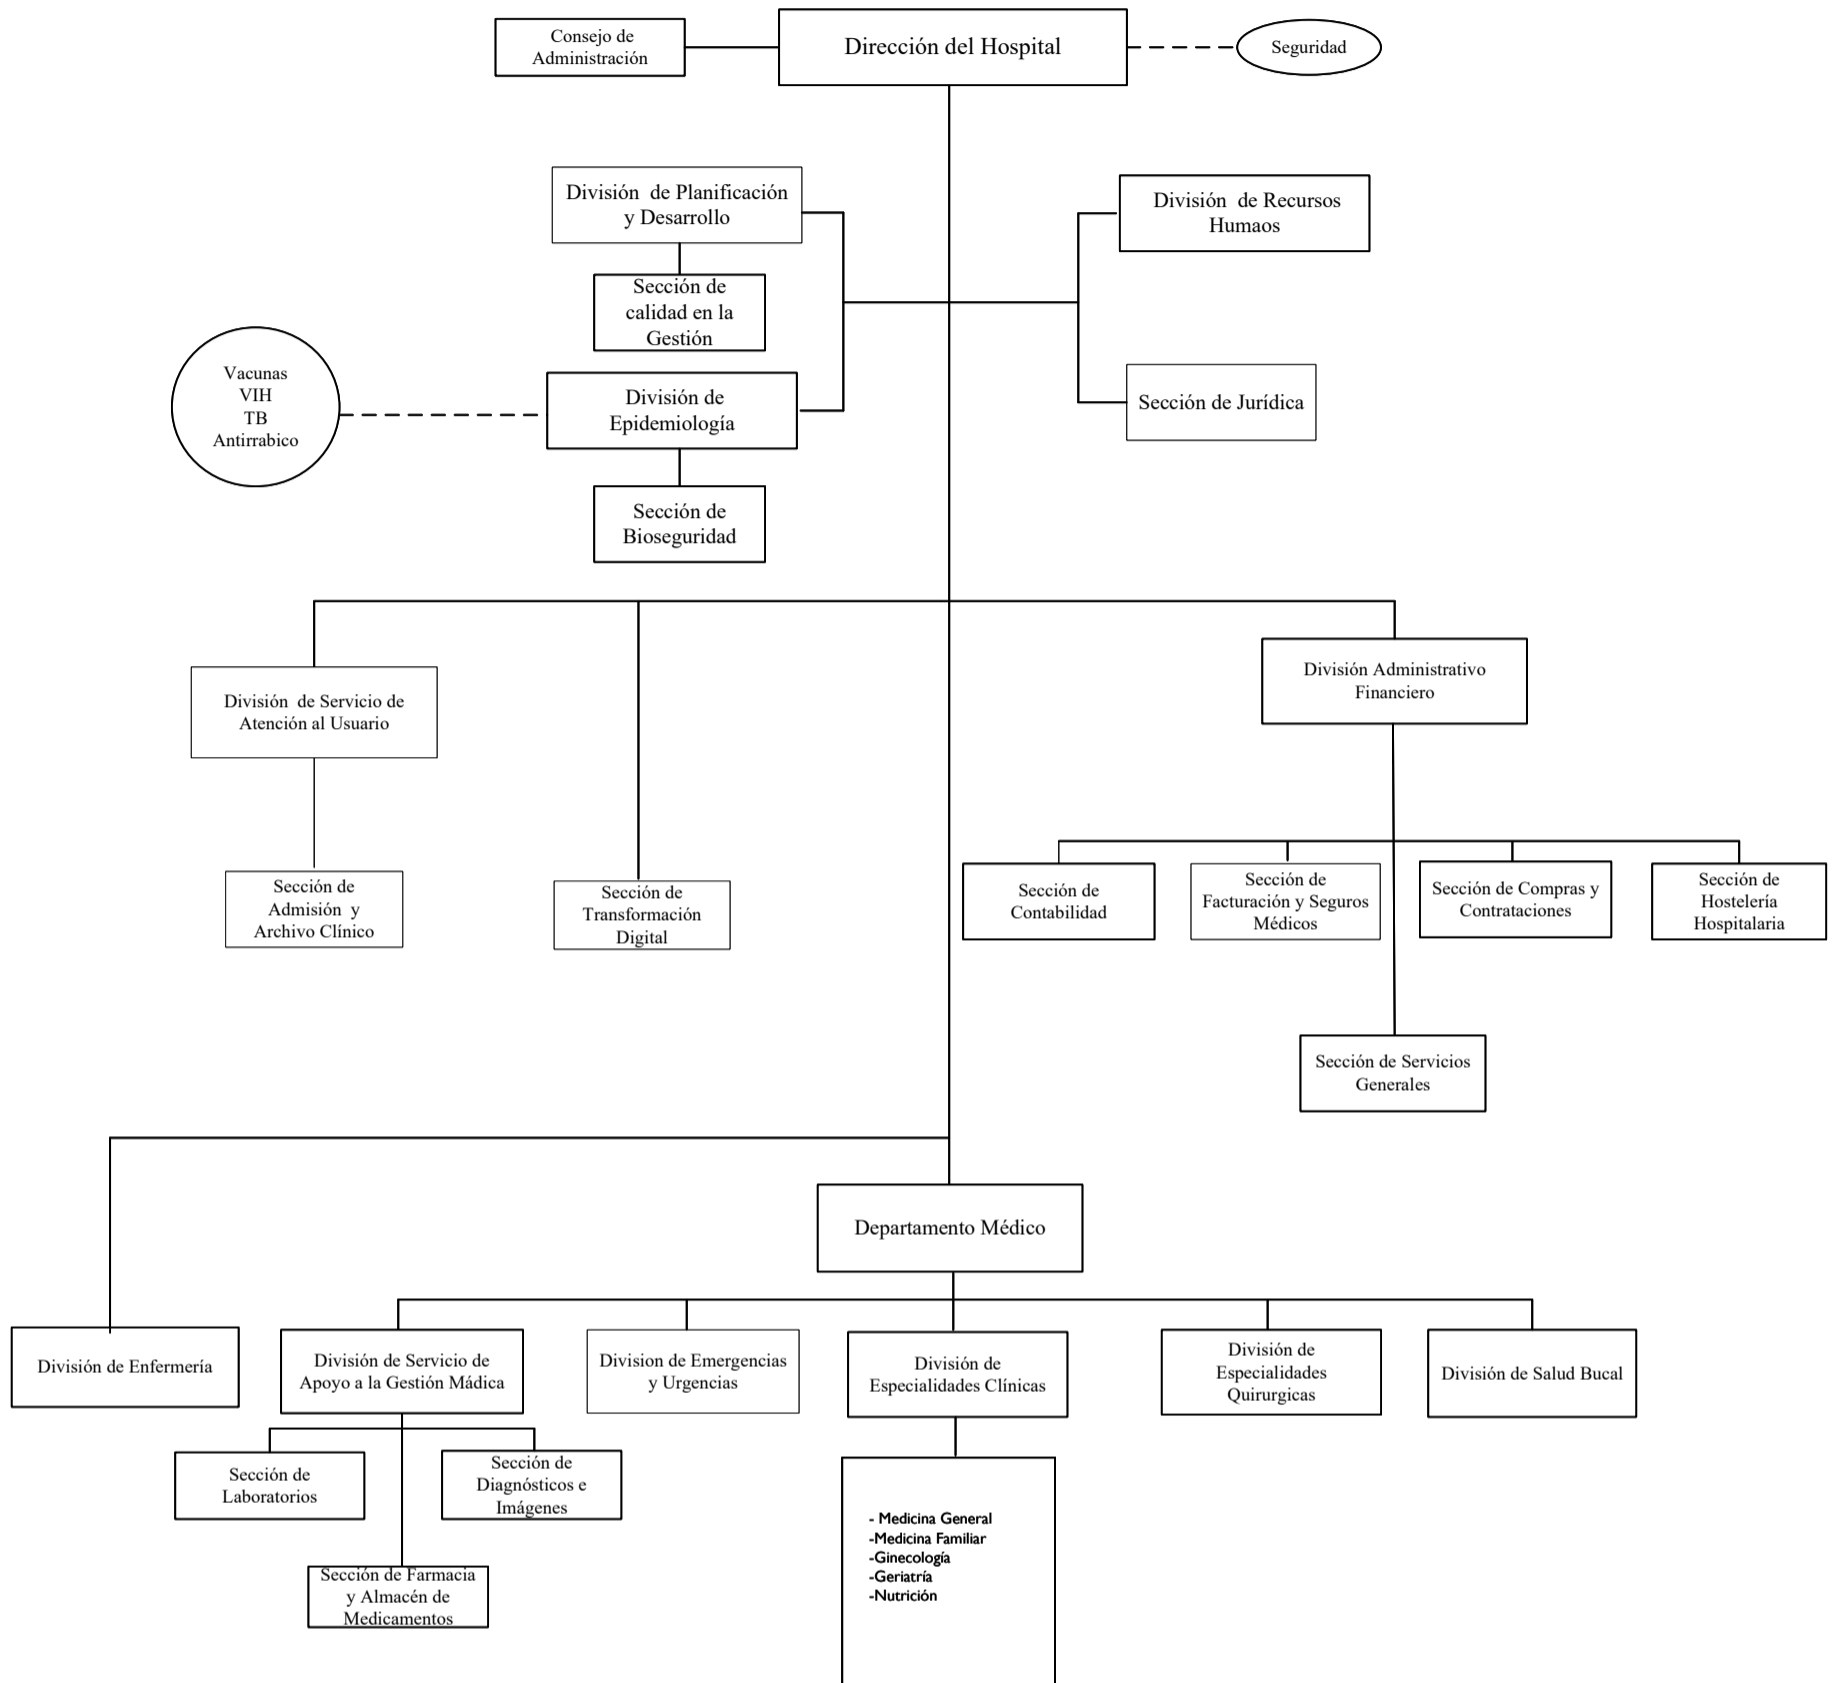 Consejo de
Administración
Dirección del Hospital
Seguridad
División  de Planificación
y Desarrollo
División  de Recursos
Humaos
Sección de
calidad en la
Gestión
Vacunas
VIH
TB
Antirrabico
División de
Epidemiología
Sección de Jurídica
Sección de
Bioseguridad
División  de Servicio de
Atención al Usuario
División Administrativo
Financiero
Sección de
Admisión  y
Archivo Clínico
Sección de
Transformación
Digital
Sección de
Contabilidad
Sección de
Facturación y Seguros
Médicos
Sección de Compras y
Contrataciones
Sección de
Hostelería
Hospitalaria
Sección de Servicios
Generales
Departamento Médico
División de Enfermería
División de Servicio de
Apoyo a la Gestión Mádica
Division de Emergencias
y Urgencias
División de
Especialidades Clínicas
División de
Especialidades
Quirurgicas
División de Salud Bucal
Sección de
Laboratorios
Sección de
Diagnósticos e
Imágenes
Sección de Farmacia
y Almacén de
Medicamentos
- Medicina General
-Medicina Familiar
-Ginecología
-Geriatría
-Nutrición